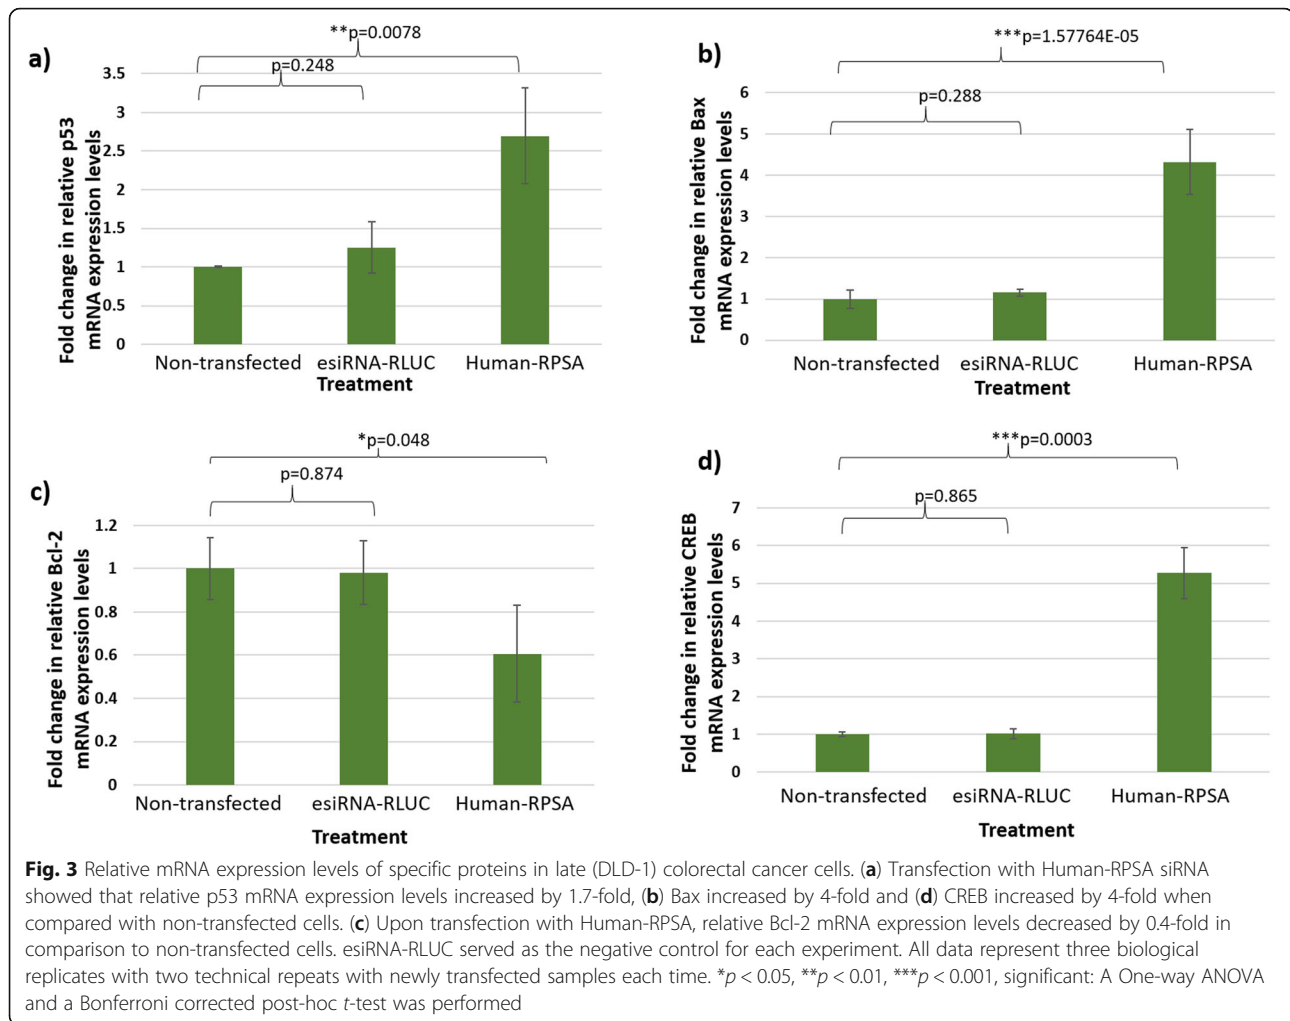 a)
**p=0.0078
p=0.248
Fold change in relative p53
mRNA expression levels
3.5
3
2.5
2
1.5
1
0.5
0
Non-transfected esiRNA-RLUC Human-RPSA
Treatment
b)
***p=1.57764E-05
p=0.288
Fold change in relative Bax
mRNA expression levels
6
5
4
3
2
1
0
Non-transfected esiRNA-RLUC Human-RPSA
Treatment
c)
*p=0.048
p=0.874
Fold change in relative Bcl-2
mRNA expression levels
1.2
1
0.8
0.6
0.4
0.2
0
Non-transfected esiRNA-RLUC Human-RPSA
Treatment
d)
***p=0.0003
p=0.865
Fold change in relative CREB
mRNA expression levels
7
6
5
4
3
2
1
0
Non-transfected esiRNA-RLUC Human-RPSA
Treatment
Fig. 3 Relative mRNA expression levels of specific proteins in late (DLD-1) colorectal cancer cells. (a) Transfection with Human-RPSA siRNA
showed that relative p53 mRNA expression levels increased by 1.7-fold, (b) Bax increased by 4-fold and (d) CREB increased by 4-fold when
compared with non-transfected cells. (c) Upon transfection with Human-RPSA, relative Bcl-2 mRNA expression levels decreased by 0.4-fold in
comparison to non-transfected cells. esiRNA-RLUC served as the negative control for each experiment. All data represent three biological
replicates with two technical repeats with newly transfected samples each time. *p < 0.05, **p < 0.01, ***p < 0.001, significant: A One-way ANOVA
and a Bonferroni corrected post-hoc t-test was performed